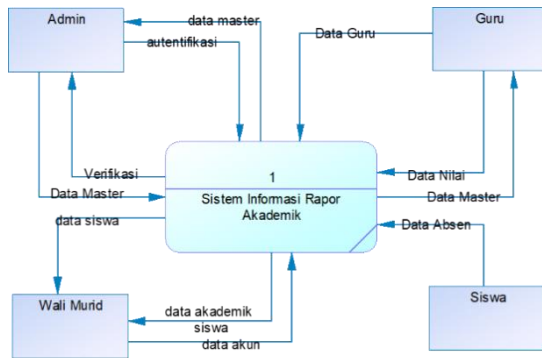 Admin
data master
Guru
autentifikasi
Data Guru
Verifikasi
1
Data Nilai
Data Master
Sistem Informasi Rapor
Akademik
Data Master
data siswa
Data Absen
Wali Murid
data akademik
siswa
data akun
Siswa